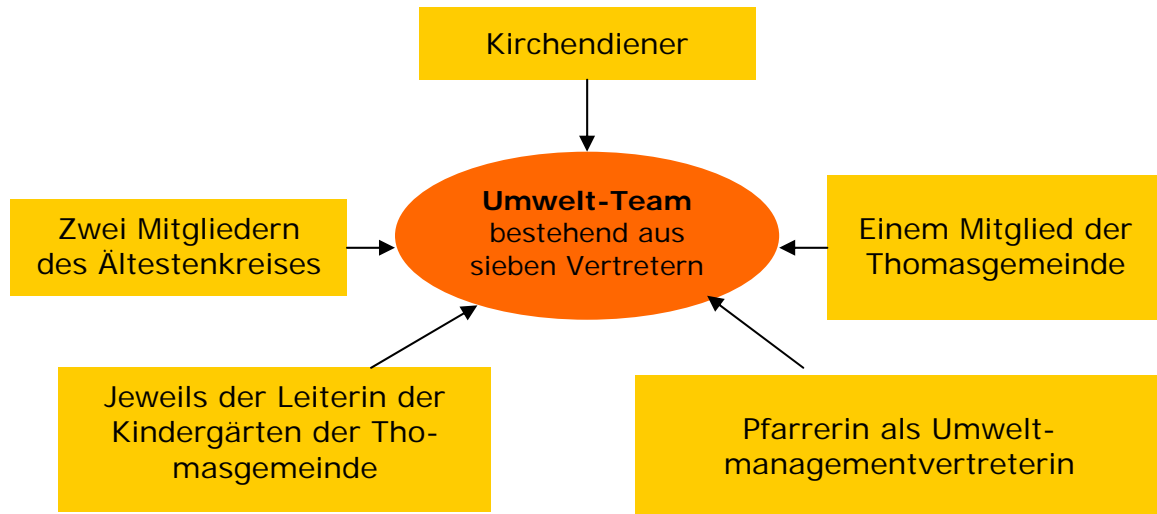 Kirchendiener
Umwelt-Team
bestehend aus
sieben Vertretern
Zwei Mitgliedern
des Ältestenkreises
Einem Mitglied der
Thomasgemeinde
Jeweils der Leiterin der
Kindergärten der Tho-
masgemeinde
Pfarrerin als Umwelt-
managementvertreterin